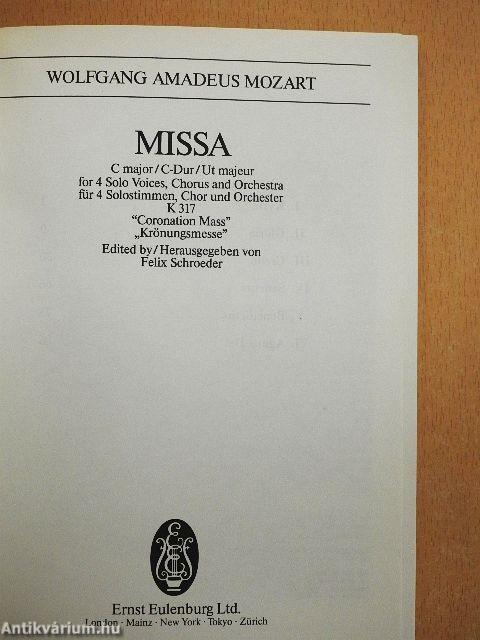 WOLFGANG AMADEUS MOZART
MISSA
C major/C-Dur/Ut majeur
for 4 Solo Voices, Chorus and Orchestra
für 4 Solostimmen, Chor und Orchester
K 317
“Coronation Mass”
„Krönungsmesse”
Edited by/Herausgegeben von
Felix Schroeder
Ernst Eulenburg Ltd.
London · Mainz · New York · Tokyo · Zürich
Antikvárium.hu